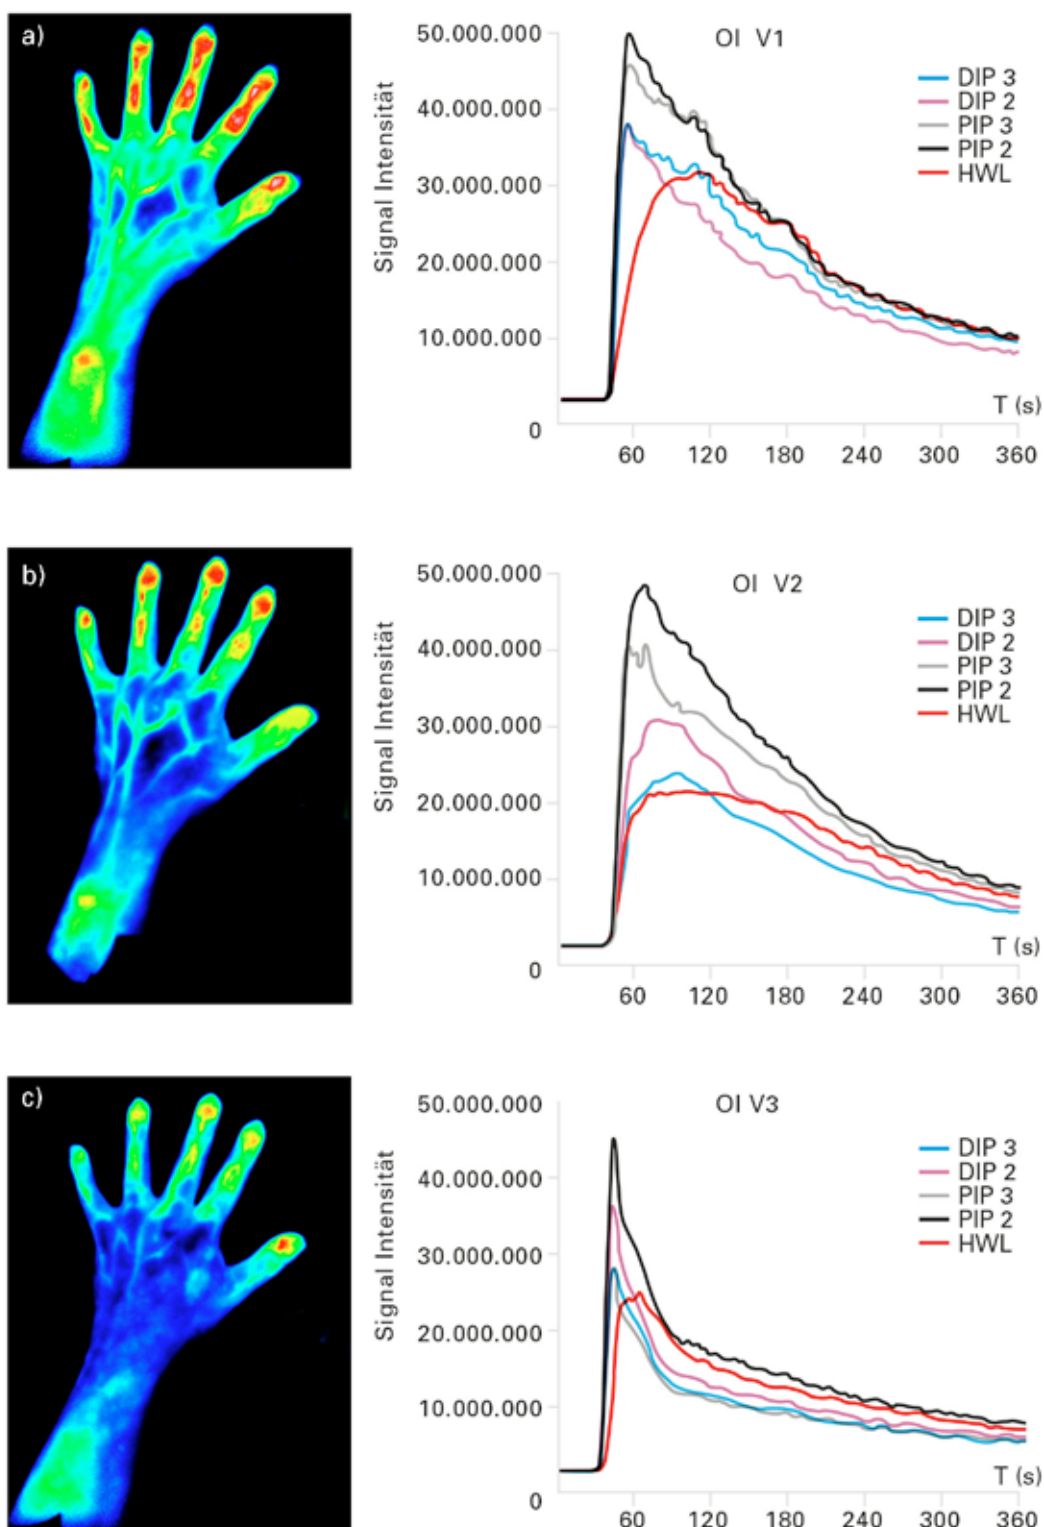 a)
OI V1
Signal Intensität
50.000.000
40.000.000
30.000.000
20.000.000
10.000.000
0
DIP 3
DIP 2
PIP 3
PIP 2
HWL
T (s)
60 120 180 240 300 360
b)
OI V2
Signal Intensität
50.000.000
40.000.000
30.000.000
20.000.000
10.000.000
0
DIP 3
DIP 2
PIP 3
PIP 2
HWL
T (s)
60 120 180 240 300 360
c)
OI V3
Signal Intensität
50.000.000
40.000.000
30.000.000
20.000.000
10.000.000
0
DIP 3
DIP 2
PIP 3
PIP 2
HWL
T (s)
60 120 180 240 300 360